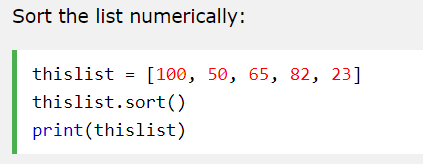 Sort the list numerically:
thislist = [100, 50, 65, 82, 23]
thislist.sort()
print(thislist)